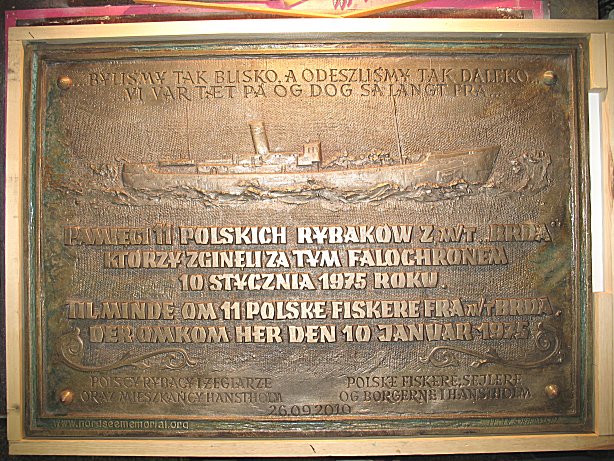 ...BYLIŚMY TAK BLISKO, A ODESZLIŚMY TAK DALEKO...
VI VAR TÆT PÅ OG DOG SÅ LANGT FRA...
PAMIĘCI 11 POLSKICH RYBAKÓW Z M/T „BRDA”
KTÓRZY ZGINĘLI ZA TYM FALOCHRONEM
10 STYCZNIA 1975 ROKU.
TIL MINDE OM 11 POLSKE FISKERE FRA M/T BRDA
DER OMKOM HER DEN 10 JANUAR 1975
POLSCY RYBACY I ŻEGLARZE
ORAZ MIESZKAŃCY HANSTHOLM
POLSKE FISKERE, SEJLERE
OG BORGERNE I HANSTHOLM
26.09.2010
www.nordseememorial.org